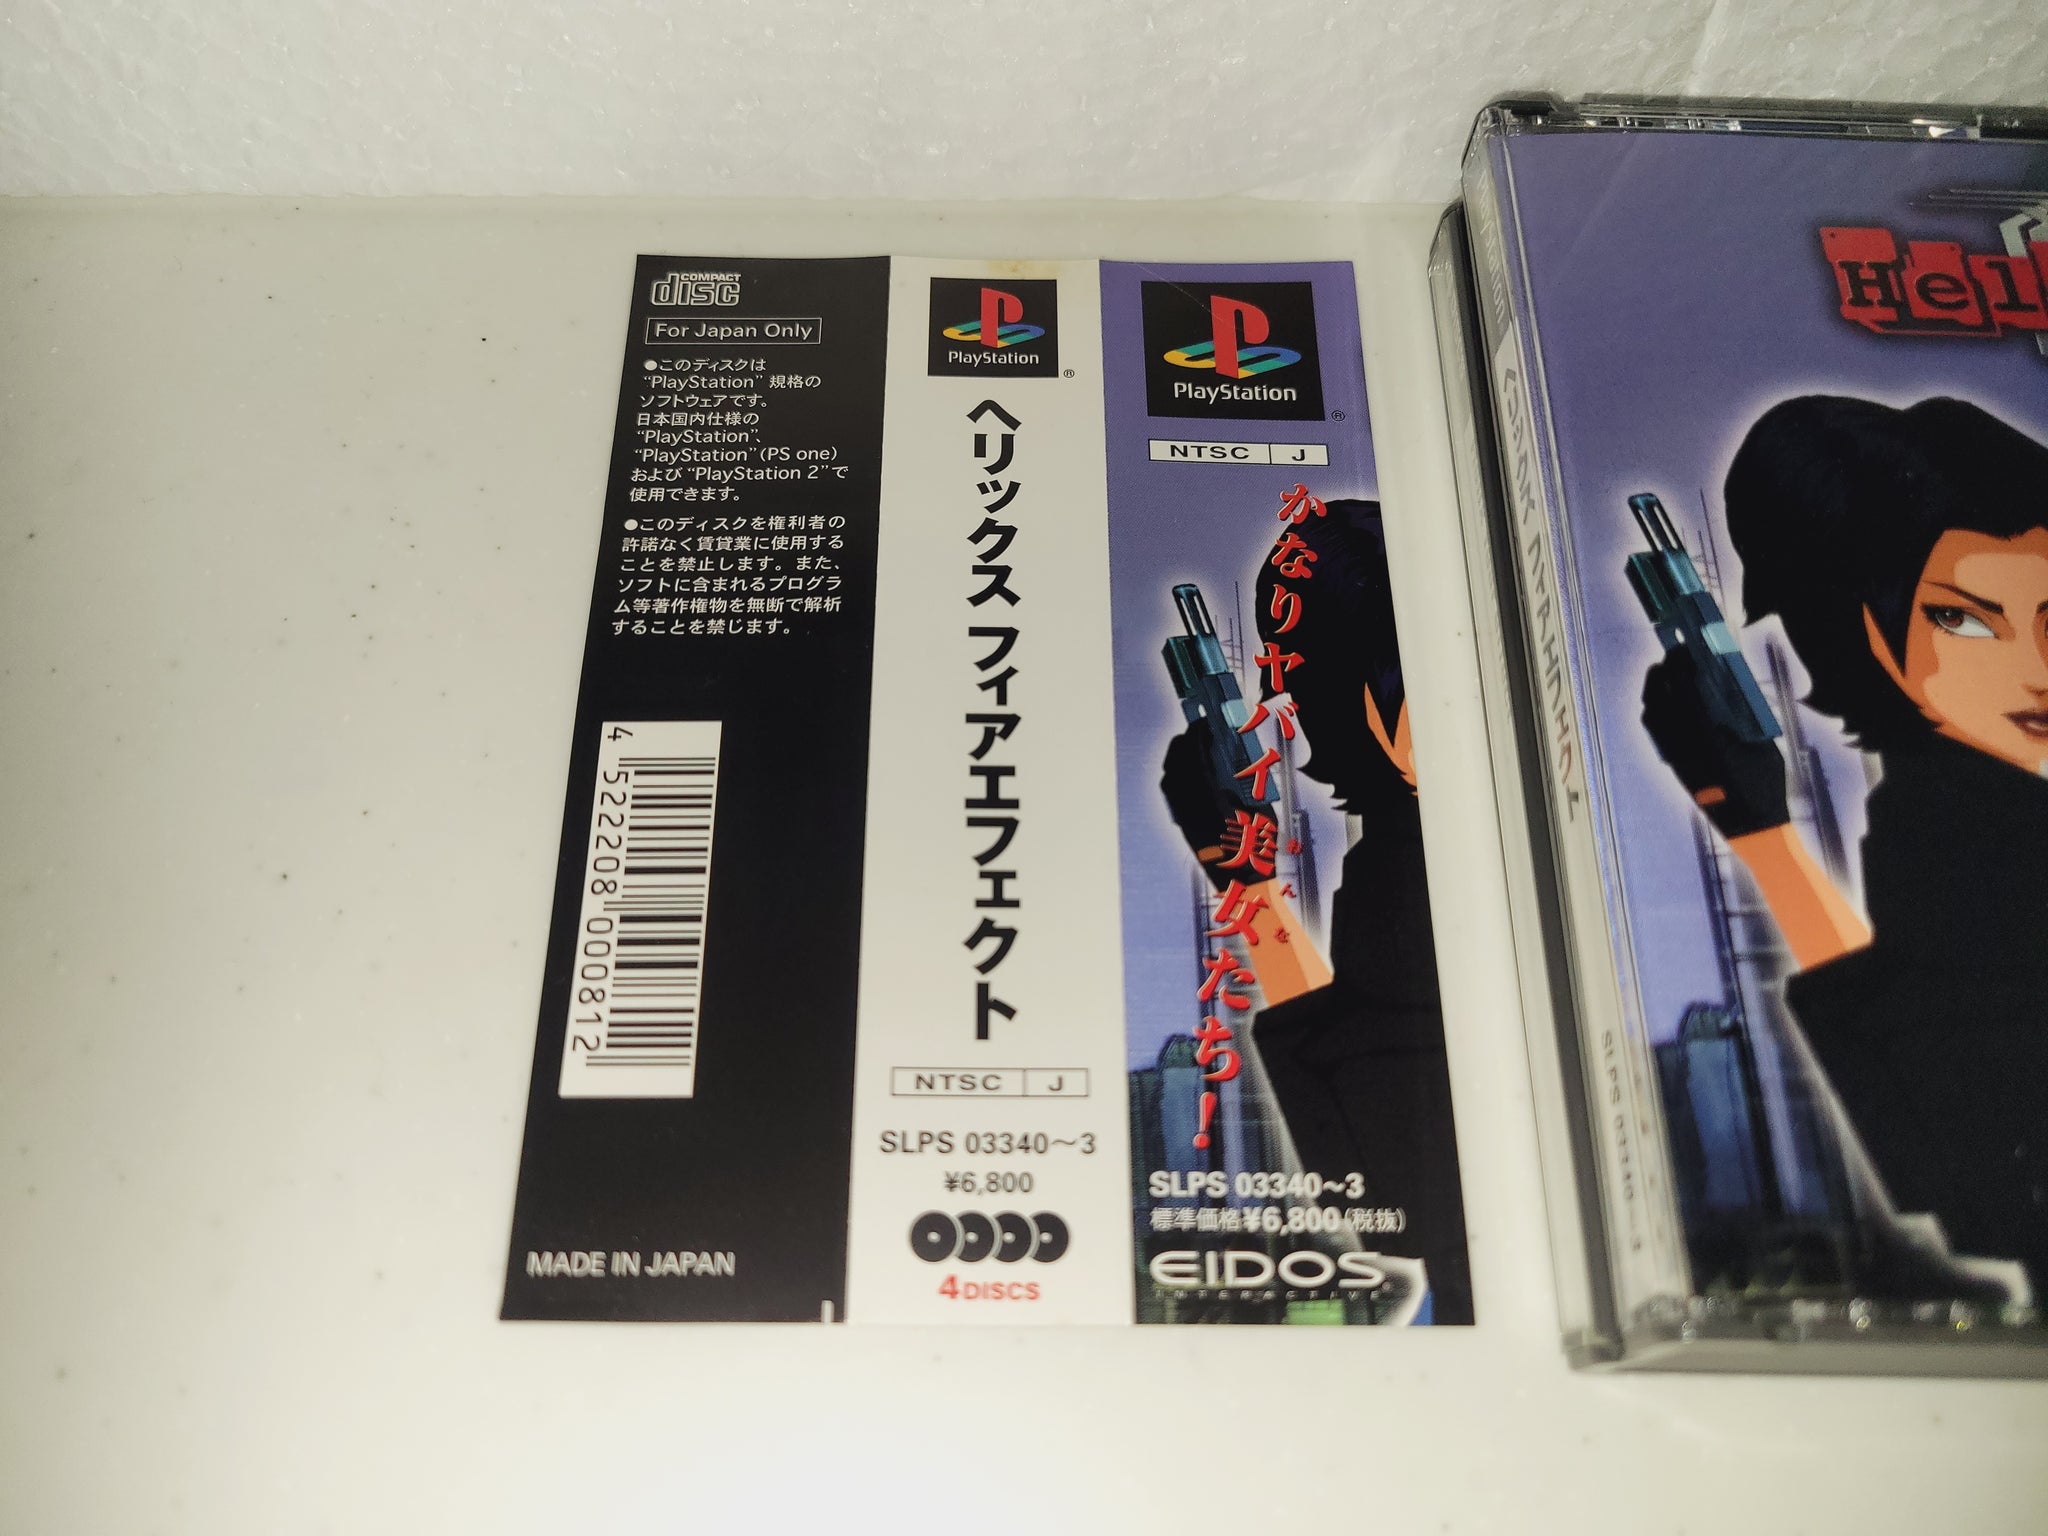 COMPACT
disc
For Japan Only
●このディスクは
“PlayStation” 規格の
ソフトウェアです。
日本国内仕様の
“PlayStation”、
“PlayStation”(PS one)
および“PlayStation 2”で
使用できます。
●このディスクを権利者の
許諾なく賃貸業に使用する
ことを禁止します。また、
ソフトに含まれるプログラ
ム等著作権物を無断で解析
することを禁じます。
4 522208 000812
MADE IN JAPAN
PlayStation
®
ヘリックス フィアエフェクト
NTSC J
SLPS 03340～3
¥6,800
4DISCS
PlayStation
®
NTSC J
かなりヤバイ美女たち!
おんな
SLPS 03340～3
標準価格¥6,800(税抜)
EIDOS
INTERACTIVE
Hel